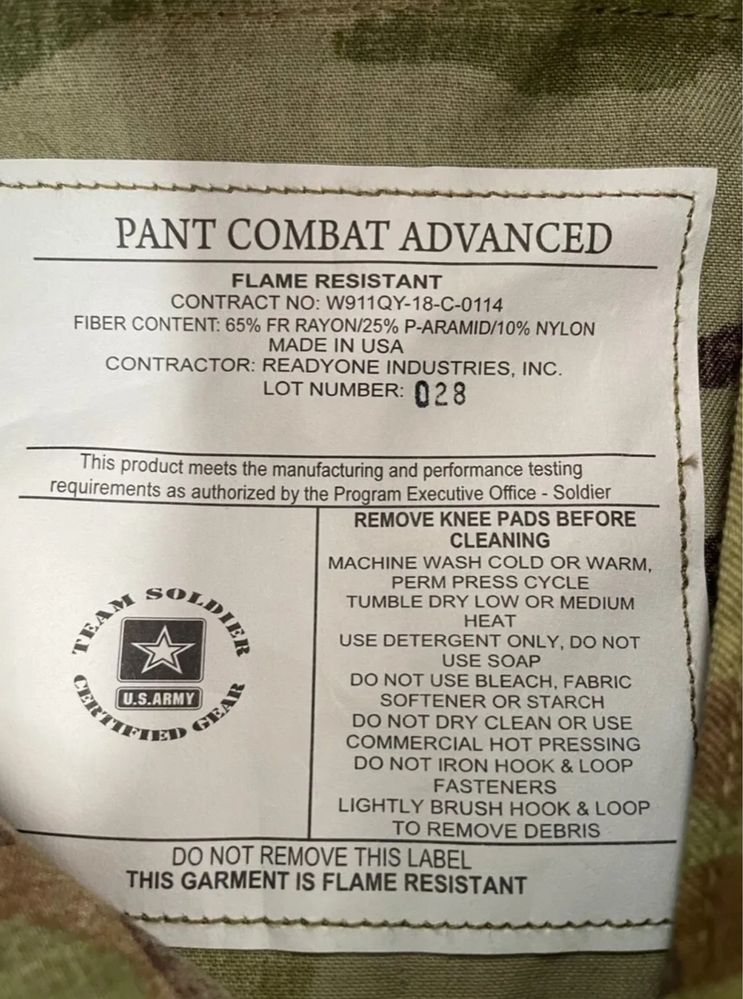 PANT COMBAT ADVANCED
FLAME RESISTANT
CONTRACT NO: W911QY-18-C-0114
FIBER CONTENT: 65% FR RAYON/25% P-ARAMID/10% NYLON
MADE IN USA
CONTRACTOR: READYONE INDUSTRIES, INC.
LOT NUMBER: 028
This product meets the manufacturing and performance testing
requirements as authorized by the Program Executive Office - Soldier
TEAM SOLDIER
U.S.ARMY
CERTIFIED GEAR
REMOVE KNEE PADS BEFORE
CLEANING
MACHINE WASH COLD OR WARM,
PERM PRESS CYCLE
TUMBLE DRY LOW OR MEDIUM
HEAT
USE DETERGENT ONLY, DO NOT
USE SOAP
DO NOT USE BLEACH, FABRIC
SOFTENER OR STARCH
DO NOT DRY CLEAN OR USE
COMMERCIAL HOT PRESSING
DO NOT IRON HOOK & LOOP
FASTENERS
LIGHTLY BRUSH HOOK & LOOP
TO REMOVE DEBRIS
DO NOT REMOVE THIS LABEL
THIS GARMENT IS FLAME RESISTANT